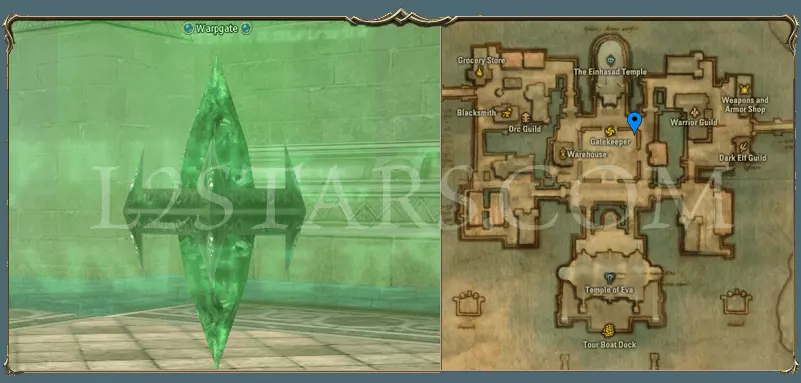 Warpgate
Grocery Store
The Einhasad Temple
Weapons and
Armor Shop
Blacksmith
Orc Guild
Warrior Guild
Gatekeeper
Warehouse
Dark Elf Guild
L2STARS.COM
Temple of Eva
Tour Boat Dock